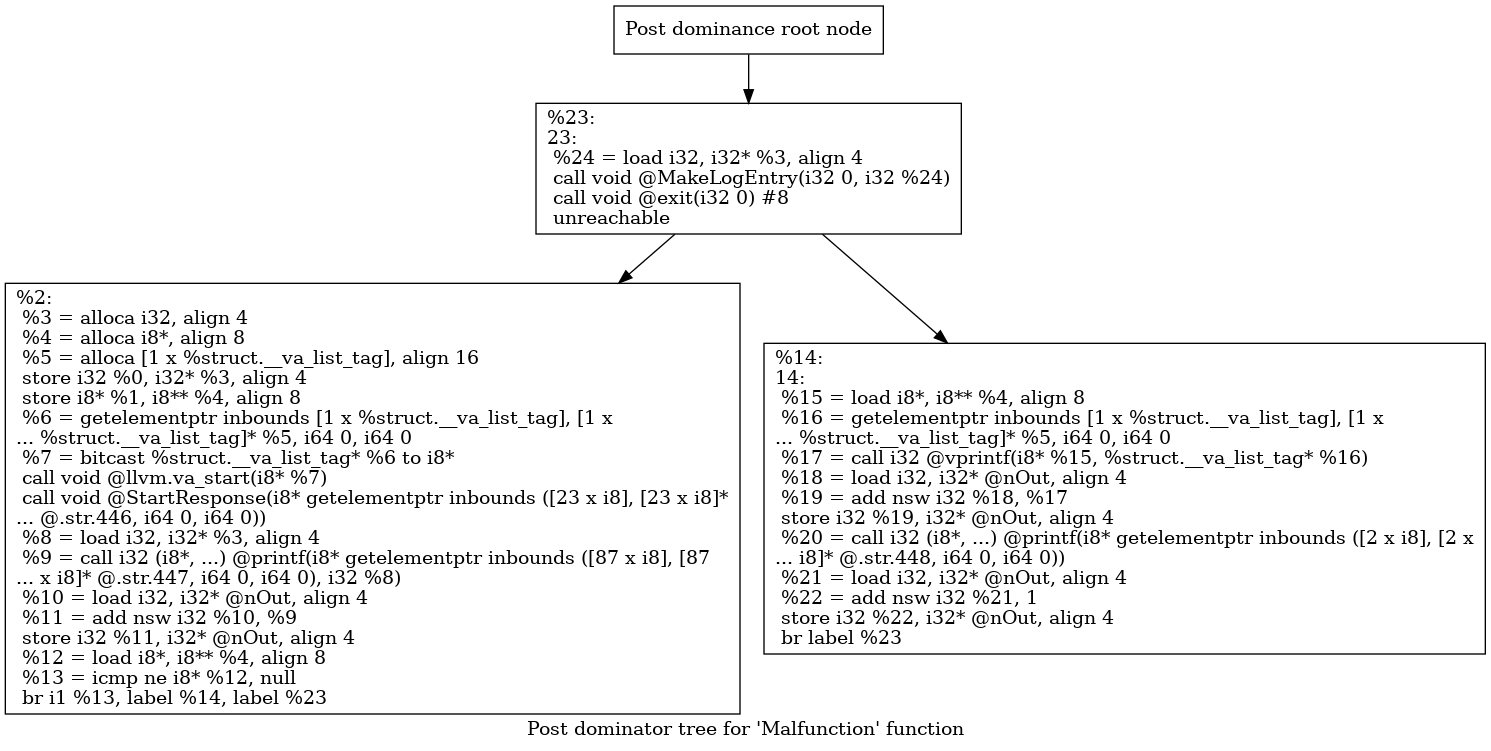 Post dominance root node
%23:
23:
%24 = load i32, i32* %3, align 4
call void @MakeLogEntry(i32 0, i32 %24)
call void @exit(i32 0) #8
unreachable
%2:
%3 = alloca i32, align 4
%4 = alloca i8*, align 8
%5 = alloca [1 x %struct.__va_list_tag], align 16
store i32 %0, i32* %3, align 4
store i8* %1, i8** %4, align 8
%6 = getelementptr inbounds [1 x %struct.__va_list_tag], [1 x
... %struct.__va_list_tag]* %5, i64 0, i64 0
%7 = bitcast %struct.__va_list_tag* %6 to i8*
call void @llvm.va_start(i8* %7)
call void @StartResponse(i8* getelementptr inbounds ([23 x i8], [23 x i8]*
... @.str.446, i64 0, i64 0))
%8 = load i32, i32* %3, align 4
%9 = call i32 (i8*, ...) @printf(i8* getelementptr inbounds ([87 x i8], [87
... x i8]* @.str.447, i64 0, i64 0), i32 %8)
%10 = load i32, i32* @nOut, align 4
%11 = add nsw i32 %10, %9
store i32 %11, i32* @nOut, align 4
%12 = load i8*, i8** %4, align 8
%13 = icmp ne i8* %12, null
br i1 %13, label %14, label %23
%14:
14:
%15 = load i8*, i8** %4, align 8
%16 = getelementptr inbounds [1 x %struct.__va_list_tag], [1 x
... %struct.__va_list_tag]* %5, i64 0, i64 0
%17 = call i32 @vprintf(i8* %15, %struct.__va_list_tag* %16)
%18 = load i32, i32* @nOut, align 4
%19 = add nsw i32 %18, %17
store i32 %19, i32* @nOut, align 4
%20 = call i32 (i8*, ...) @printf(i8* getelementptr inbounds ([2 x i8], [2 x
... i8]* @.str.448, i64 0, i64 0))
%21 = load i32, i32* @nOut, align 4
%22 = add nsw i32 %21, 1
store i32 %22, i32* @nOut, align 4
br label %23
Post dominator tree for 'Malfunction' function